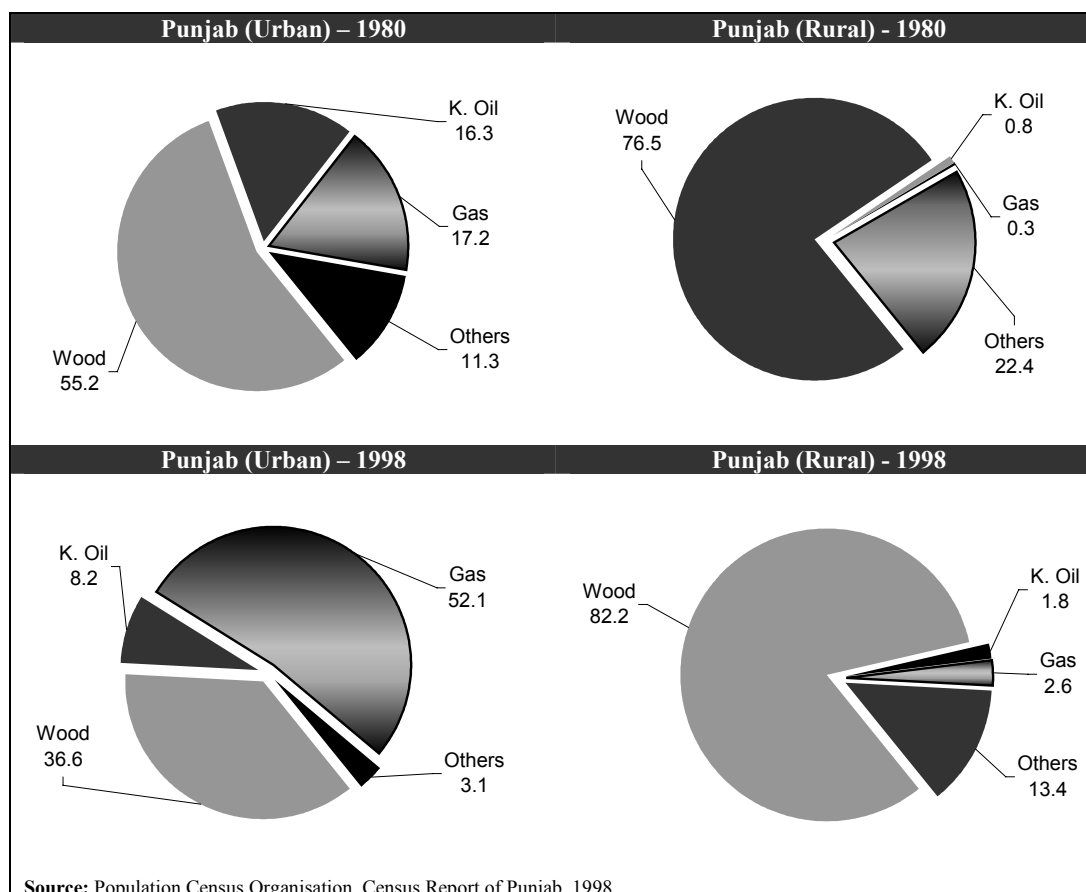 Punjab (Urban) – 1980
K. Oil
16.3
Gas
17.2
Others
11.3
Wood
55.2
Punjab (Rural) - 1980
Wood
76.5
K. Oil
0.8
Gas
0.3
Others
22.4
Punjab (Urban) – 1998
K. Oil
8.2
Gas
52.1
Wood
36.6
Others
3.1
Punjab (Rural) - 1998
Wood
82.2
K. Oil
1.8
Gas
2.6
Others
13.4
Source: Population Census Organisation, Census Report of Punjab, 1998